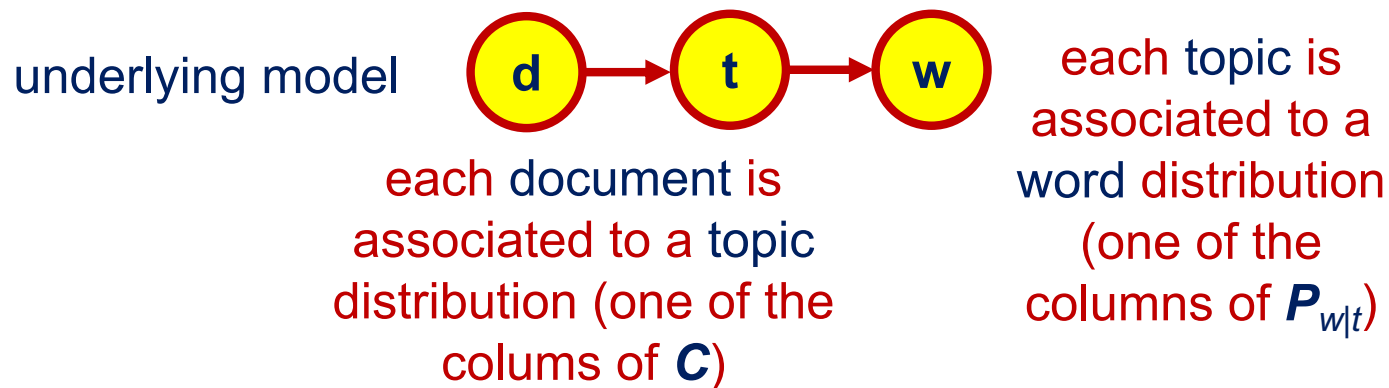 underlying model
d
t
w
each document is
associated to a topic
distribution (one of the
colums of C)
each topic is
associated to a
word distribution
(one of the
columns of P_{w|t})